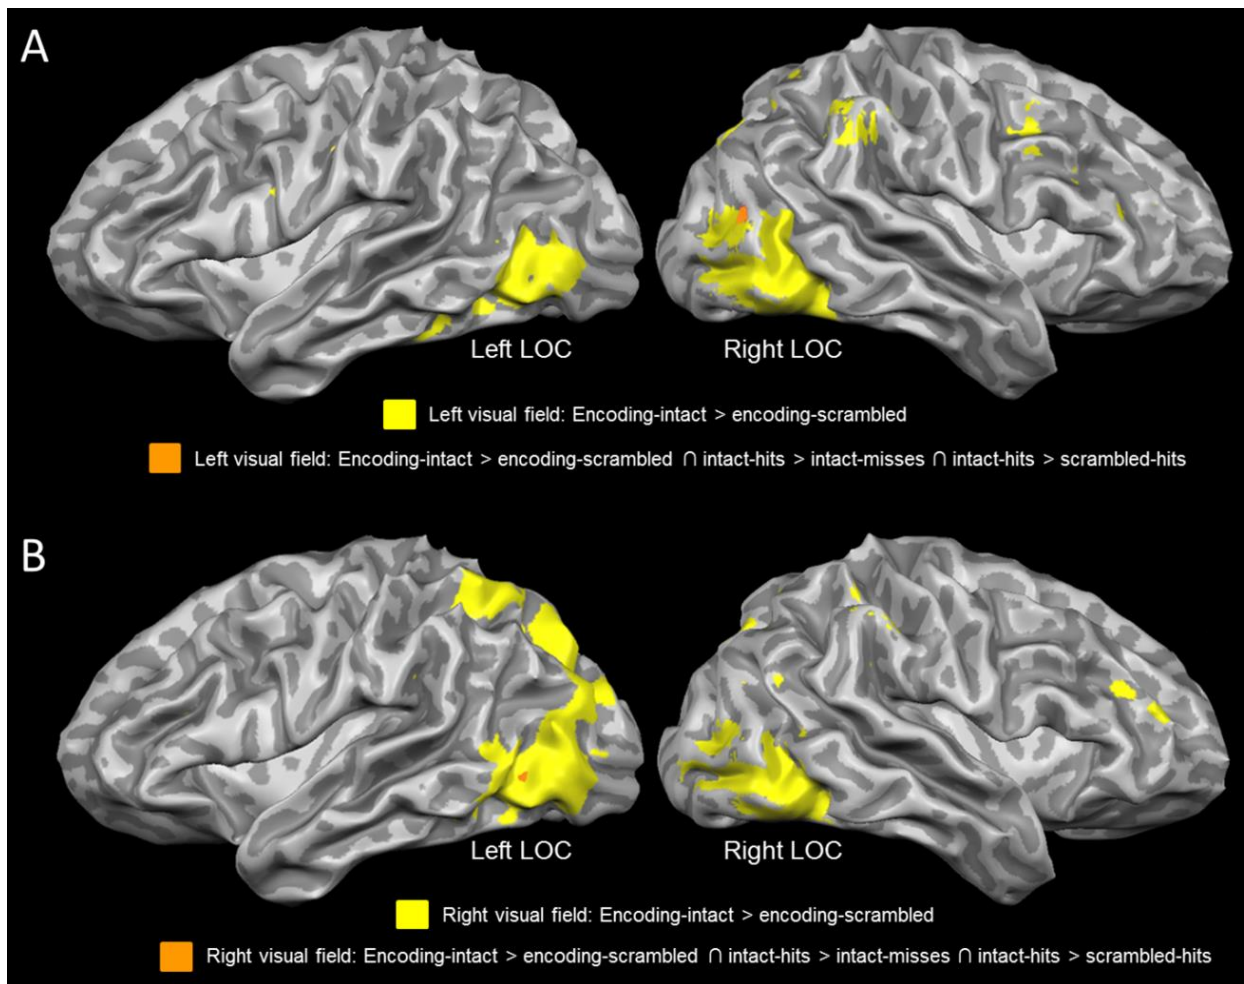 A
Left LOC
Right LOC
Left visual field: Encoding-intact > encoding-scrambled
Left visual field: Encoding-intact > encoding-scrambled ∩ intact-hits > intact-misses ∩ intact-hits > scrambled-hits
B
Left LOC
Right LOC
Right visual field: Encoding-intact > encoding-scrambled
Right visual field: Encoding-intact > encoding-scrambled ∩ intact-hits > intact-misses ∩ intact-hits > scrambled-hits